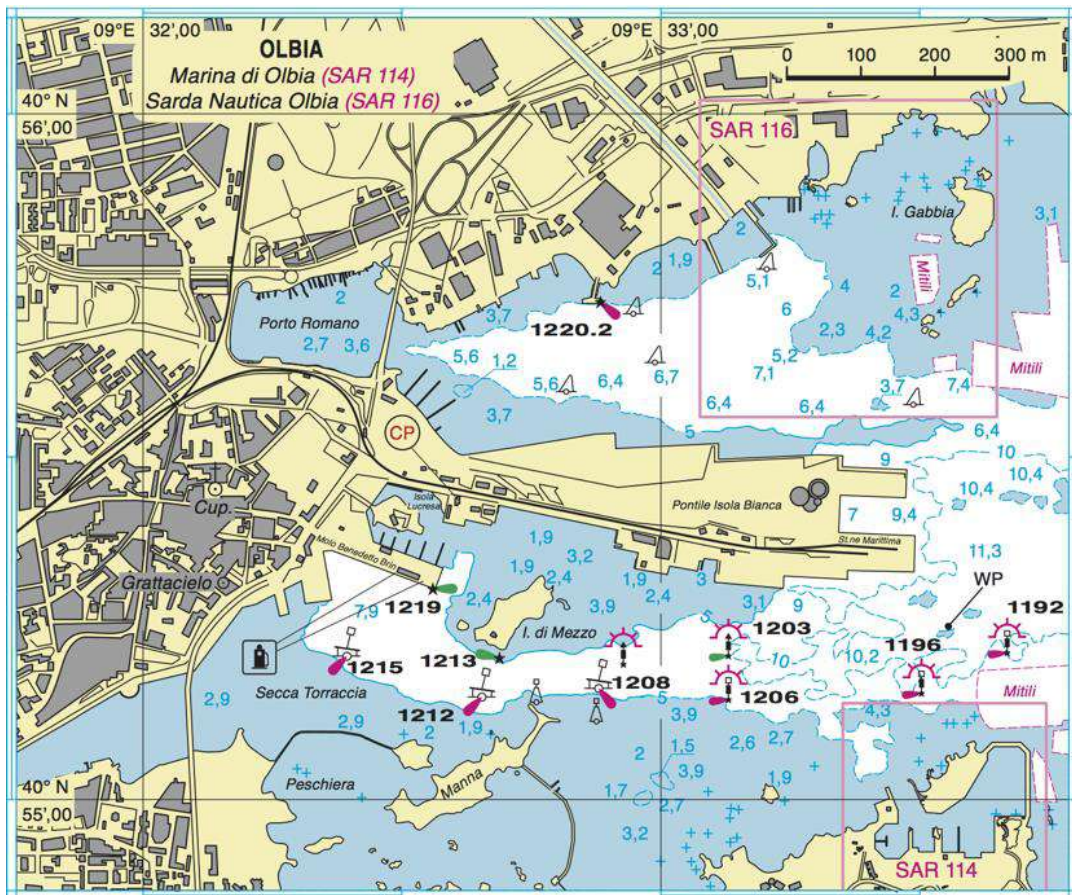 09°E
32',00
09°E
33',00
OLBIA
Marina di Olbia (SAR 114)
Sarda Nautica Olbia (SAR 116)
0 100 200 300 m
40° N
56',00
SAR 116
I. Gabbia
3,1
2
1,9
2
5,1
4
Mitili
2
6
4,3
2
Porto Romano
3,7
1220.2
2,3
4,2
2,7
3,6
5,6
1,2
5,2
Mitili
5,6
6,4
6,7
7,1
3,7
7,4
6,4
6,4
3,7
5
6,4
CP
9
10
10,4
10,4
Isola
Lucresa
Pontile Isola Bianca
7
9,4
Cup.
St.ne Marittima
Molo Benedetto Brin
1,9
3,2
11,3
Grattacielo
1,9
2,4
1,9
3
WP
1219
2,4
3,9
2,4
3,1
9
7,9
5
1192
I. di Mezzo
1203
1196
1213
10
10,2
1215
Mitili
Secca Torraccia
1208
1206
2,9
5
1212
3,9
4,3
2,9
2
1,9
2
1,5
2,6
2,7
Peschiera
Manna
3,9
1,9
1,7
2,7
40° N
55',00
3,2
SAR 114